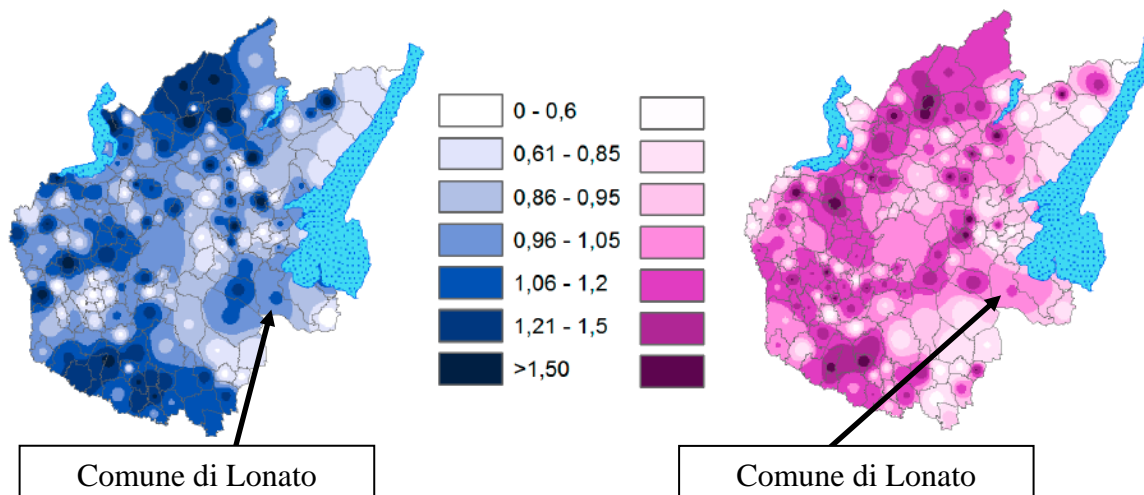 0 - 0,6
0,61 - 0,85
0,86 - 0,95
0,96 - 1,05
1,06 - 1,2
1,21 - 1,5
>1,50
Comune di Lonato
Comune di Lonato